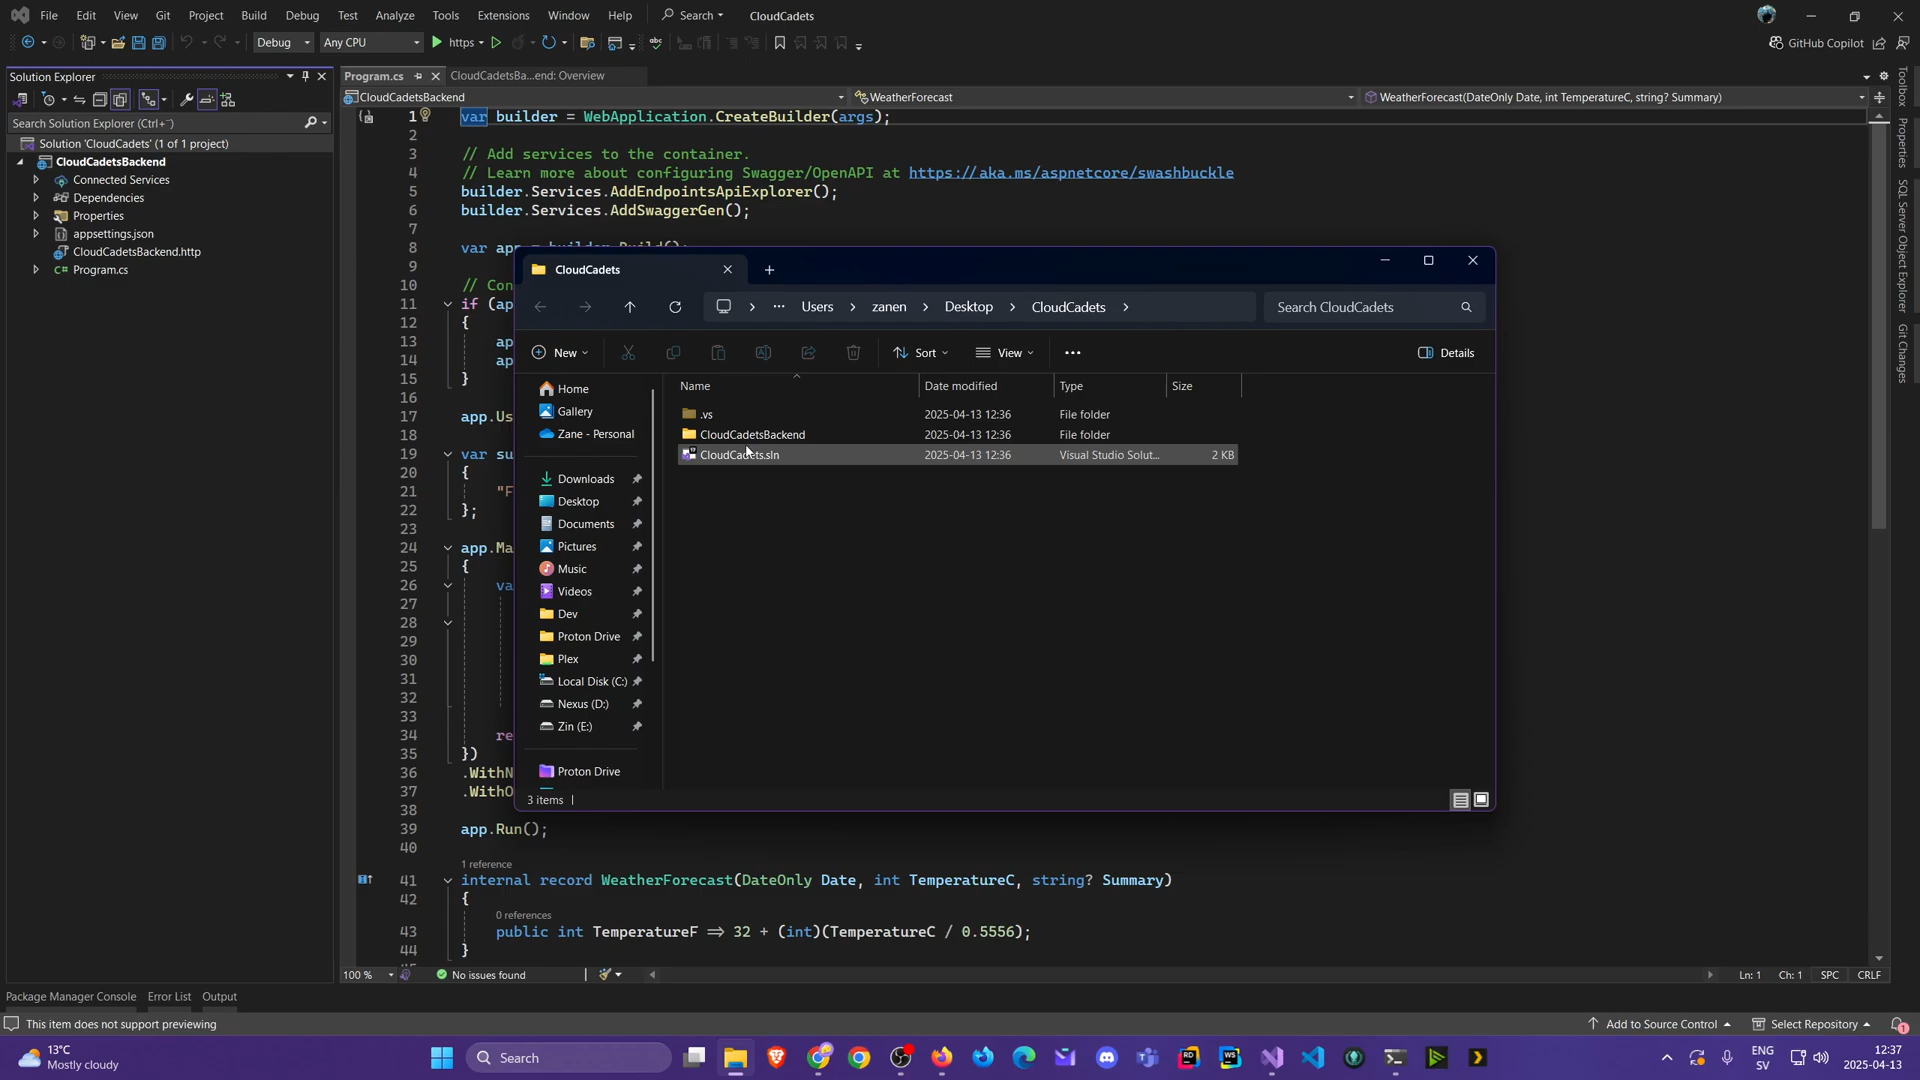 File Edit View Git Project Build Debug Test Analyze Tools Extensions Window Help Search CloudCadets
Debug Any CPU https GitHub Copilot
Solution Explorer
Program.cs CloudCadetsBa...end: Overview
CloudCadetsBackend WeatherForecast WeatherForecast(DateOnly Date, int TemperatureC, string? Summary)
Search Solution Explorer (Ctrl+¨)
Solution 'CloudCadets' (1 of 1 project)
CloudCadetsBackend
Connected Services
Dependencies
Properties
appsettings.json
CloudCadetsBackend.http
C# Program.cs
1 var builder = WebApplication.CreateBuilder(args);
2
3 // Add services to the container.
4 // Learn more about configuring Swagger/OpenAPI at https://aka.ms/aspnetcore/swashbuckle
5 builder.Services.AddEndpointsApiExplorer();
6 builder.Services.AddSwaggerGen();
7
8 var app = builder.Build();
9
10 // Con
11 if (ap
12 {
13 ap
14 ap
15 }
16
17 app.Us
18
19 var su
20 {
21 "F
22 };
23
24 app.Ma
25 {
26 va
27
28
29
30
31
32
33
34 re
35 })
36 .WithN
37 .WithO
38
39 app.Run();
40
1 reference
41 internal record WeatherForecast(DateOnly Date, int TemperatureC, string? Summary)
42 {
0 references
43 public int TemperatureF => 32 + (int)(TemperatureC / 0.5556);
44 }
CloudCadets
Users zanen Desktop CloudCadets Search CloudCadets
New Sort View Details
Home
Gallery
Zane - Personal
Downloads
Desktop
Documents
Pictures
Music
Videos
Dev
Proton Drive
Plex
Local Disk (C:)
Nexus (D:)
Zin (E:)
Proton Drive
Name Date modified Type Size
.vs 2025-04-13 12:36 File folder
CloudCadetsBackend 2025-04-13 12:36 File folder
CloudCadets.sln 2025-04-13 12:36 Visual Studio Solut... 2 KB
3 items
Toolbox
Properties
SQL Server Object Explorer
Git Changes
100 % No issues found Ln: 1 Ch: 1 SPC CRLF
Package Manager Console Error List Output
This item does not support previewing Add to Source Control Select Repository 1
13°C
Mostly cloudy
Search
ENG
SV
12:37
2025-04-13